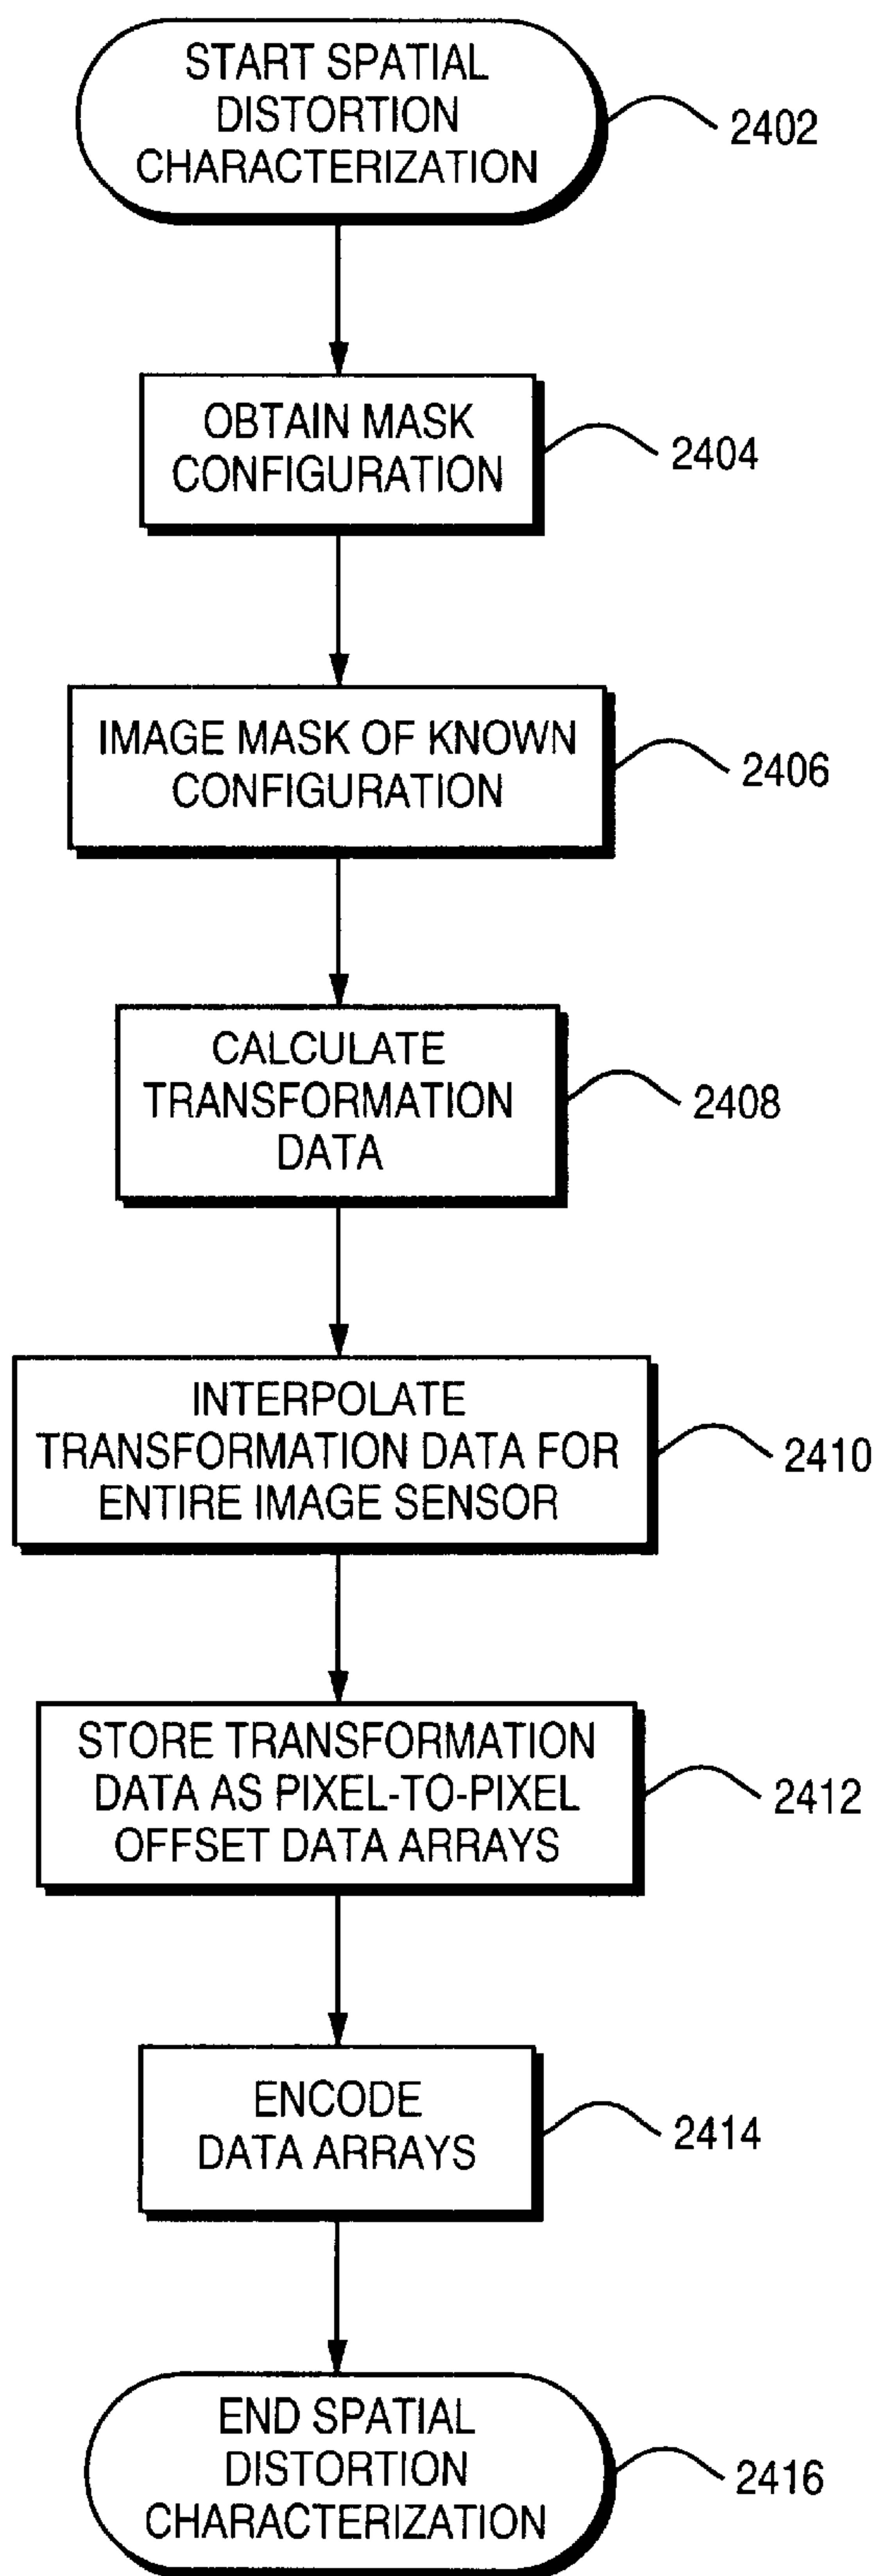 START SPATIAL
DISTORTION
CHARACTERIZATION
2402
OBTAIN MASK
CONFIGURATION
2404
IMAGE MASK OF KNOWN
CONFIGURATION
2406
CALCULATE
TRANSFORMATION
DATA
2408
INTERPOLATE
TRANSFORMATION DATA FOR
ENTIRE IMAGE SENSOR
2410
STORE TRANSFORMATION
DATA AS PIXEL-TO-PIXEL
OFFSET DATA ARRAYS
2412
ENCODE
DATA ARRAYS
2414
END SPATIAL
DISTORTION
CHARACTERIZATION
2416